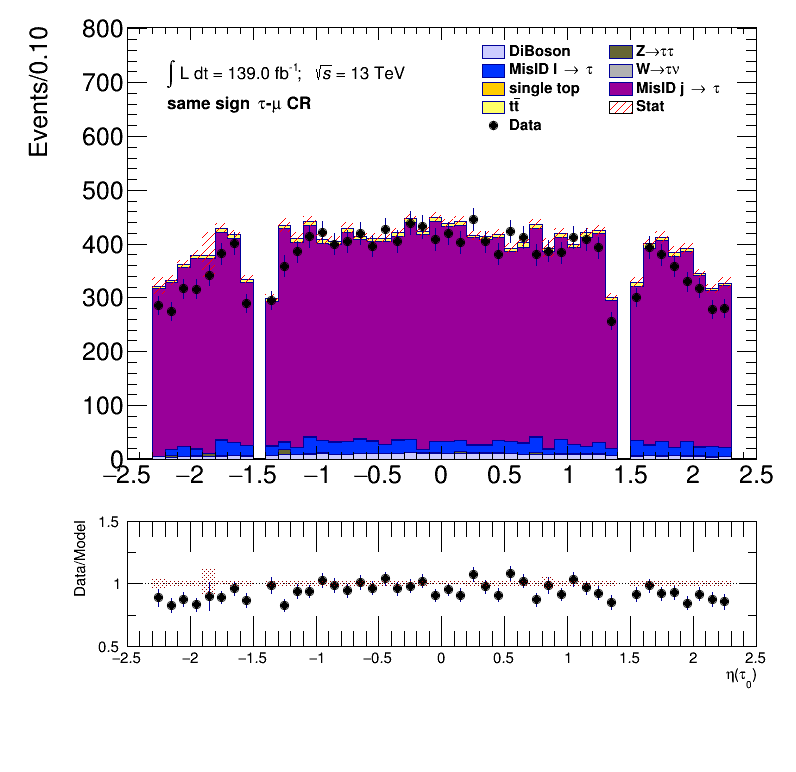 Events/0.10
800
700
600
500
400
300
200
100
0
∫ L dt = 139.0 fb⁻¹; √s = 13 TeV
same sign τ-μ CR
DiBoson
MisID l → τ
single top
tt̄
Data
Z→ττ
W→τν
MisID j → τ
Stat
−2.5 −2 −1.5 −1 −0.5 0 0.5 1 1.5 2 2.5
Data/Model
1.5
1
0.5
−2.5 −2 −1.5 −1 −0.5 0 0.5 1 1.5 2 2.5
η(τ₀)